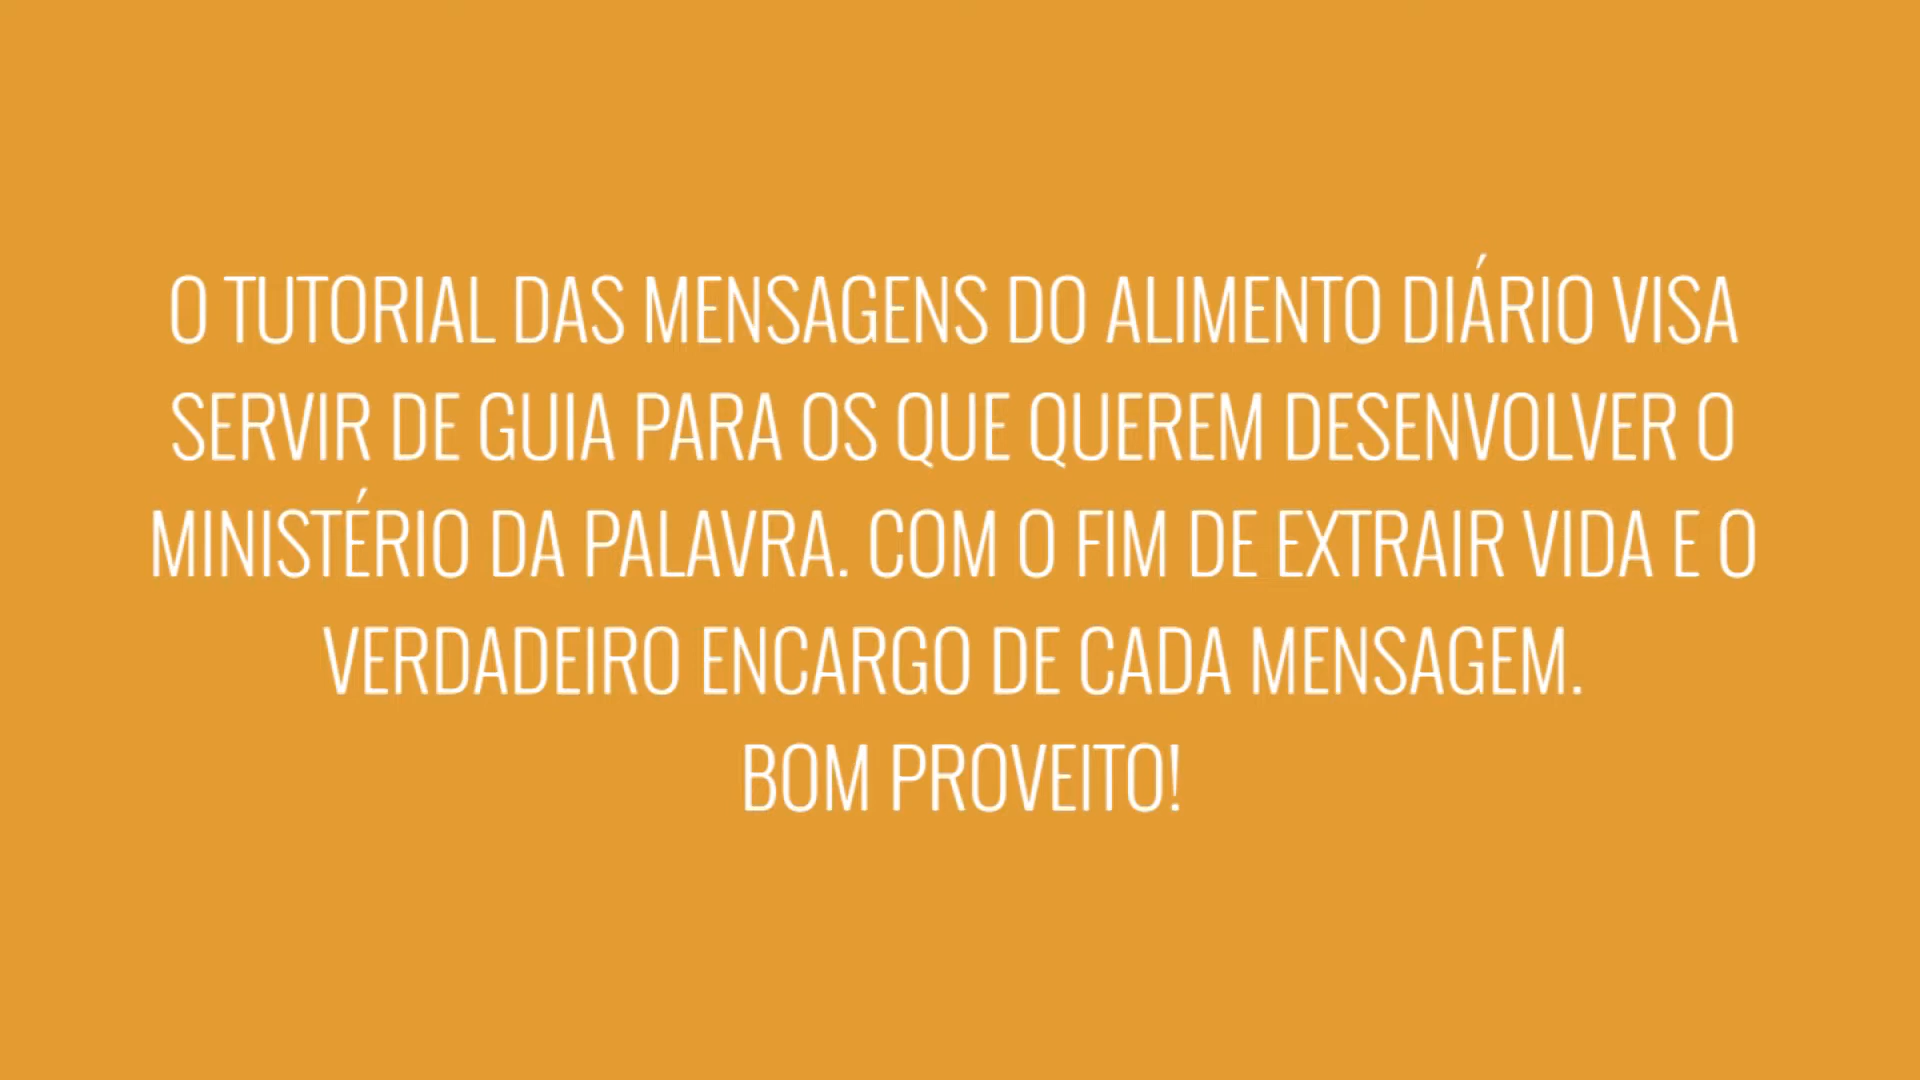 O TUTORIAL DAS MENSAGENS DO ALIMENTO DIÁRIO VISA
SERVIR DE GUIA PARA OS QUE QUEREM DESENVOLVER O
MINISTÉRIO DA PALAVRA. COM O FIM DE EXTRAIR VIDA E O
VERDADEIRO ENCARGO DE CADA MENSAGEM.
BOM PROVEITO!